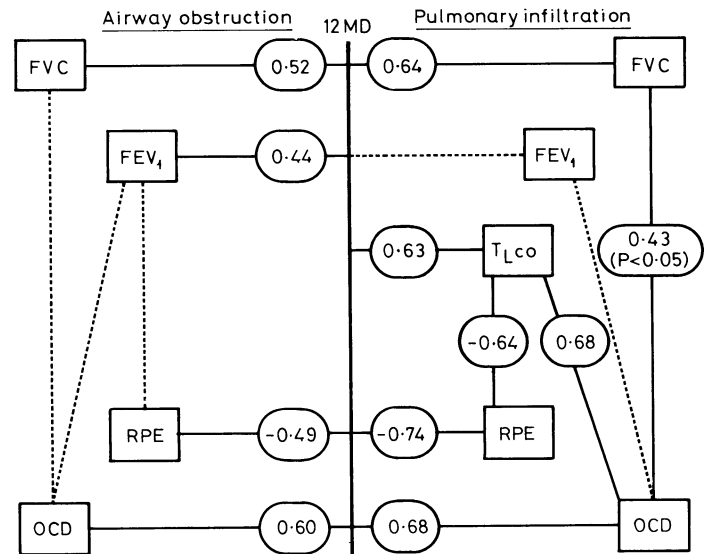 Airway obstruction
12 MD
Pulmonary infiltration
FVC
0·52
0·64
FVC
FEV₁
0·44
FEV₁
0·63
TLco
0·43
(P<0·05)
-0·64
0·68
RPE
-0·49
-0·74
RPE
OCD
0·60
0·68
OCD